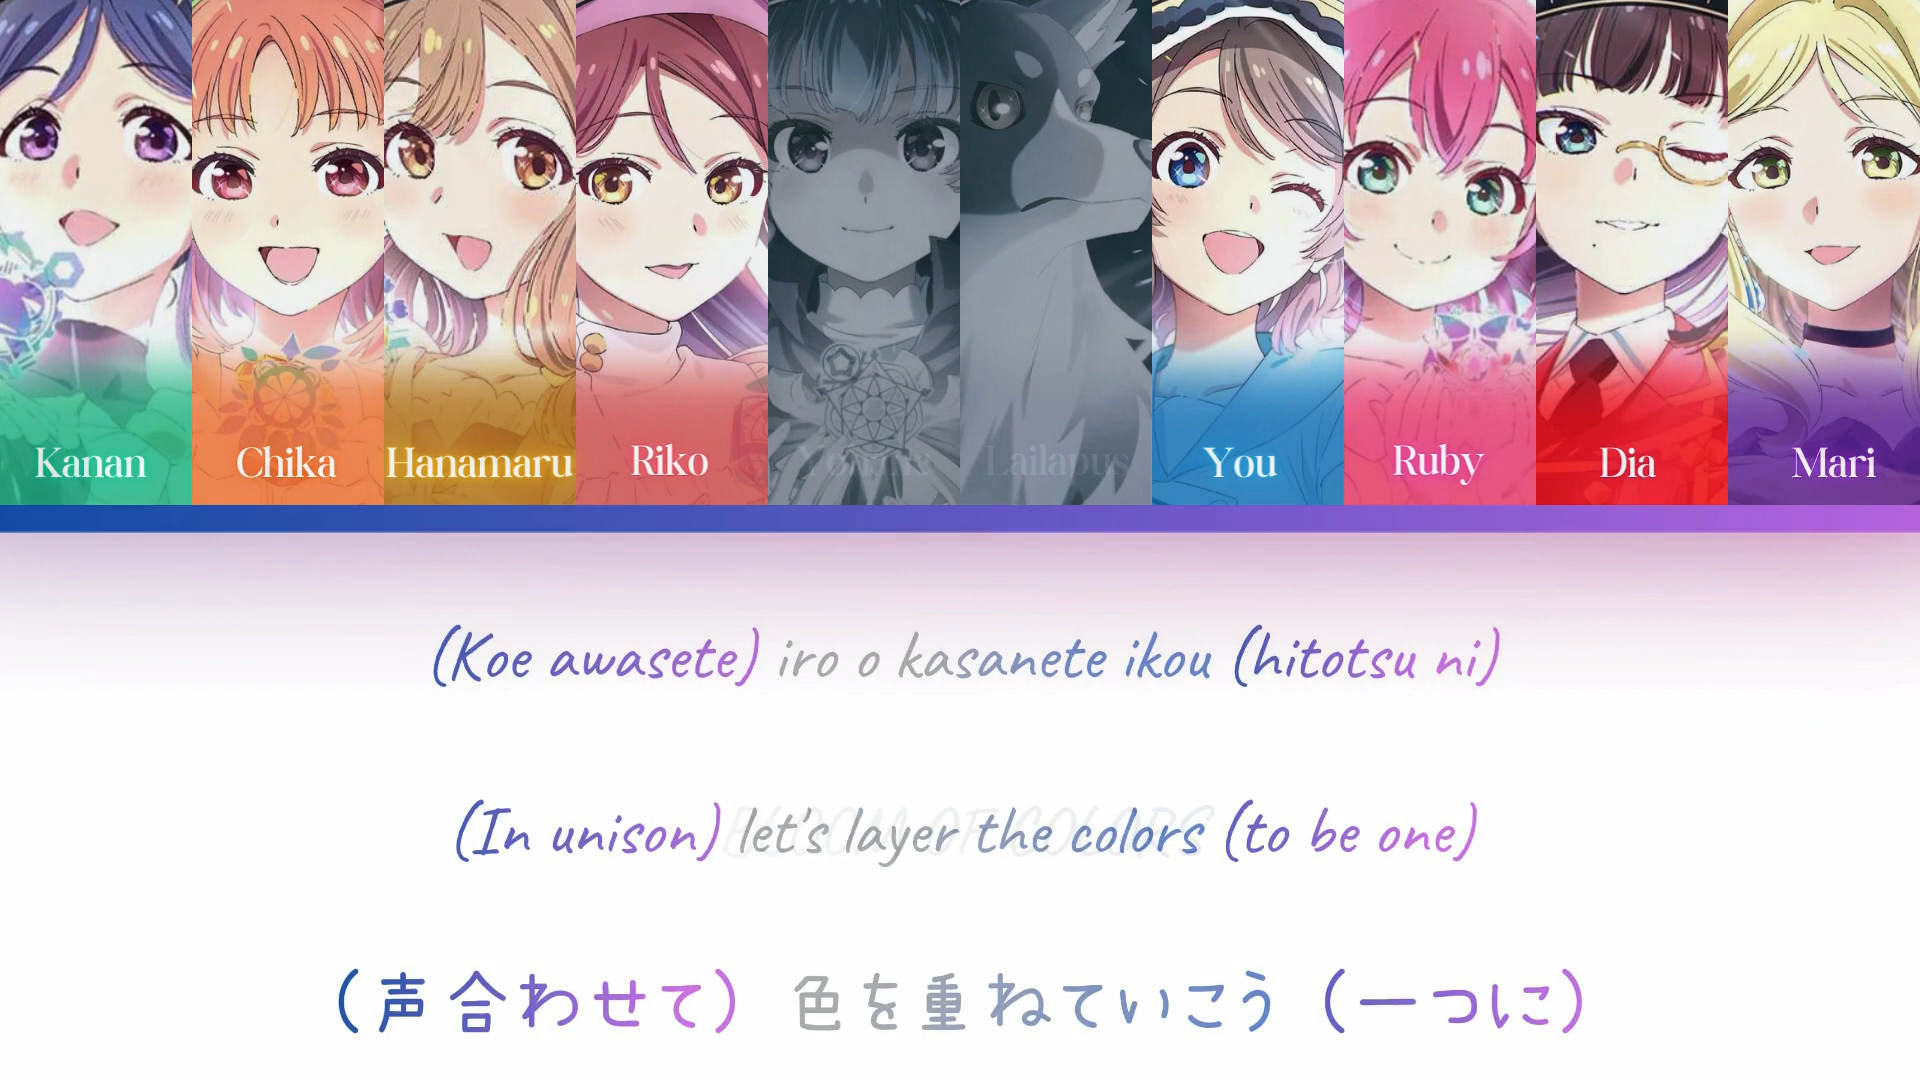 Kanan Chika Hanamaru Riko Yohane Lailapus You Ruby Dia Mari
(Koe awasete) iro o kasanete ikou (hitotsu ni)
(In unison) let's layer the colors (to be one)
(声合わせて) 色を重ねていこう (一つに)